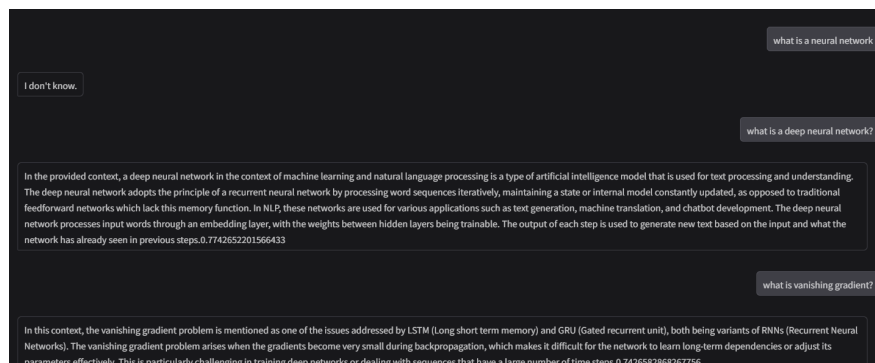 what is a neural network
I don't know.
what is a deep neural network?
In the provided context, a deep neural network in the context of machine learning and natural language processing is a type of artificial intelligence model that is used for text processing and understanding.
The deep neural network adopts the principle of a recurrent neural network by processing word sequences iteratively, maintaining a state or internal model constantly updated, as opposed to traditional
feedforward networks which lack this memory function. In NLP, these networks are used for various applications such as text generation, machine translation, and chatbot development. The deep neural
network processes input words through an embedding layer, with the weights between hidden layers being trainable. The output of each step is used to generate new text based on the input and what the
network has already seen in previous steps.0.7742652201566433
what is vanishing gradient?
In this context, the vanishing gradient problem is mentioned as one of the issues addressed by LSTM (Long short term memory) and GRU (Gated recurrent unit), both being variants of RNNs (Recurrent Neural
Networks). The vanishing gradient problem arises when the gradients become very small during backpropagation, which makes it difficult for the network to learn long-term dependencies or adjust its
parameters effectively. This is particularly challenging in training deep networks or dealing with sequences that have a large number of time steps.0.7426582868267756